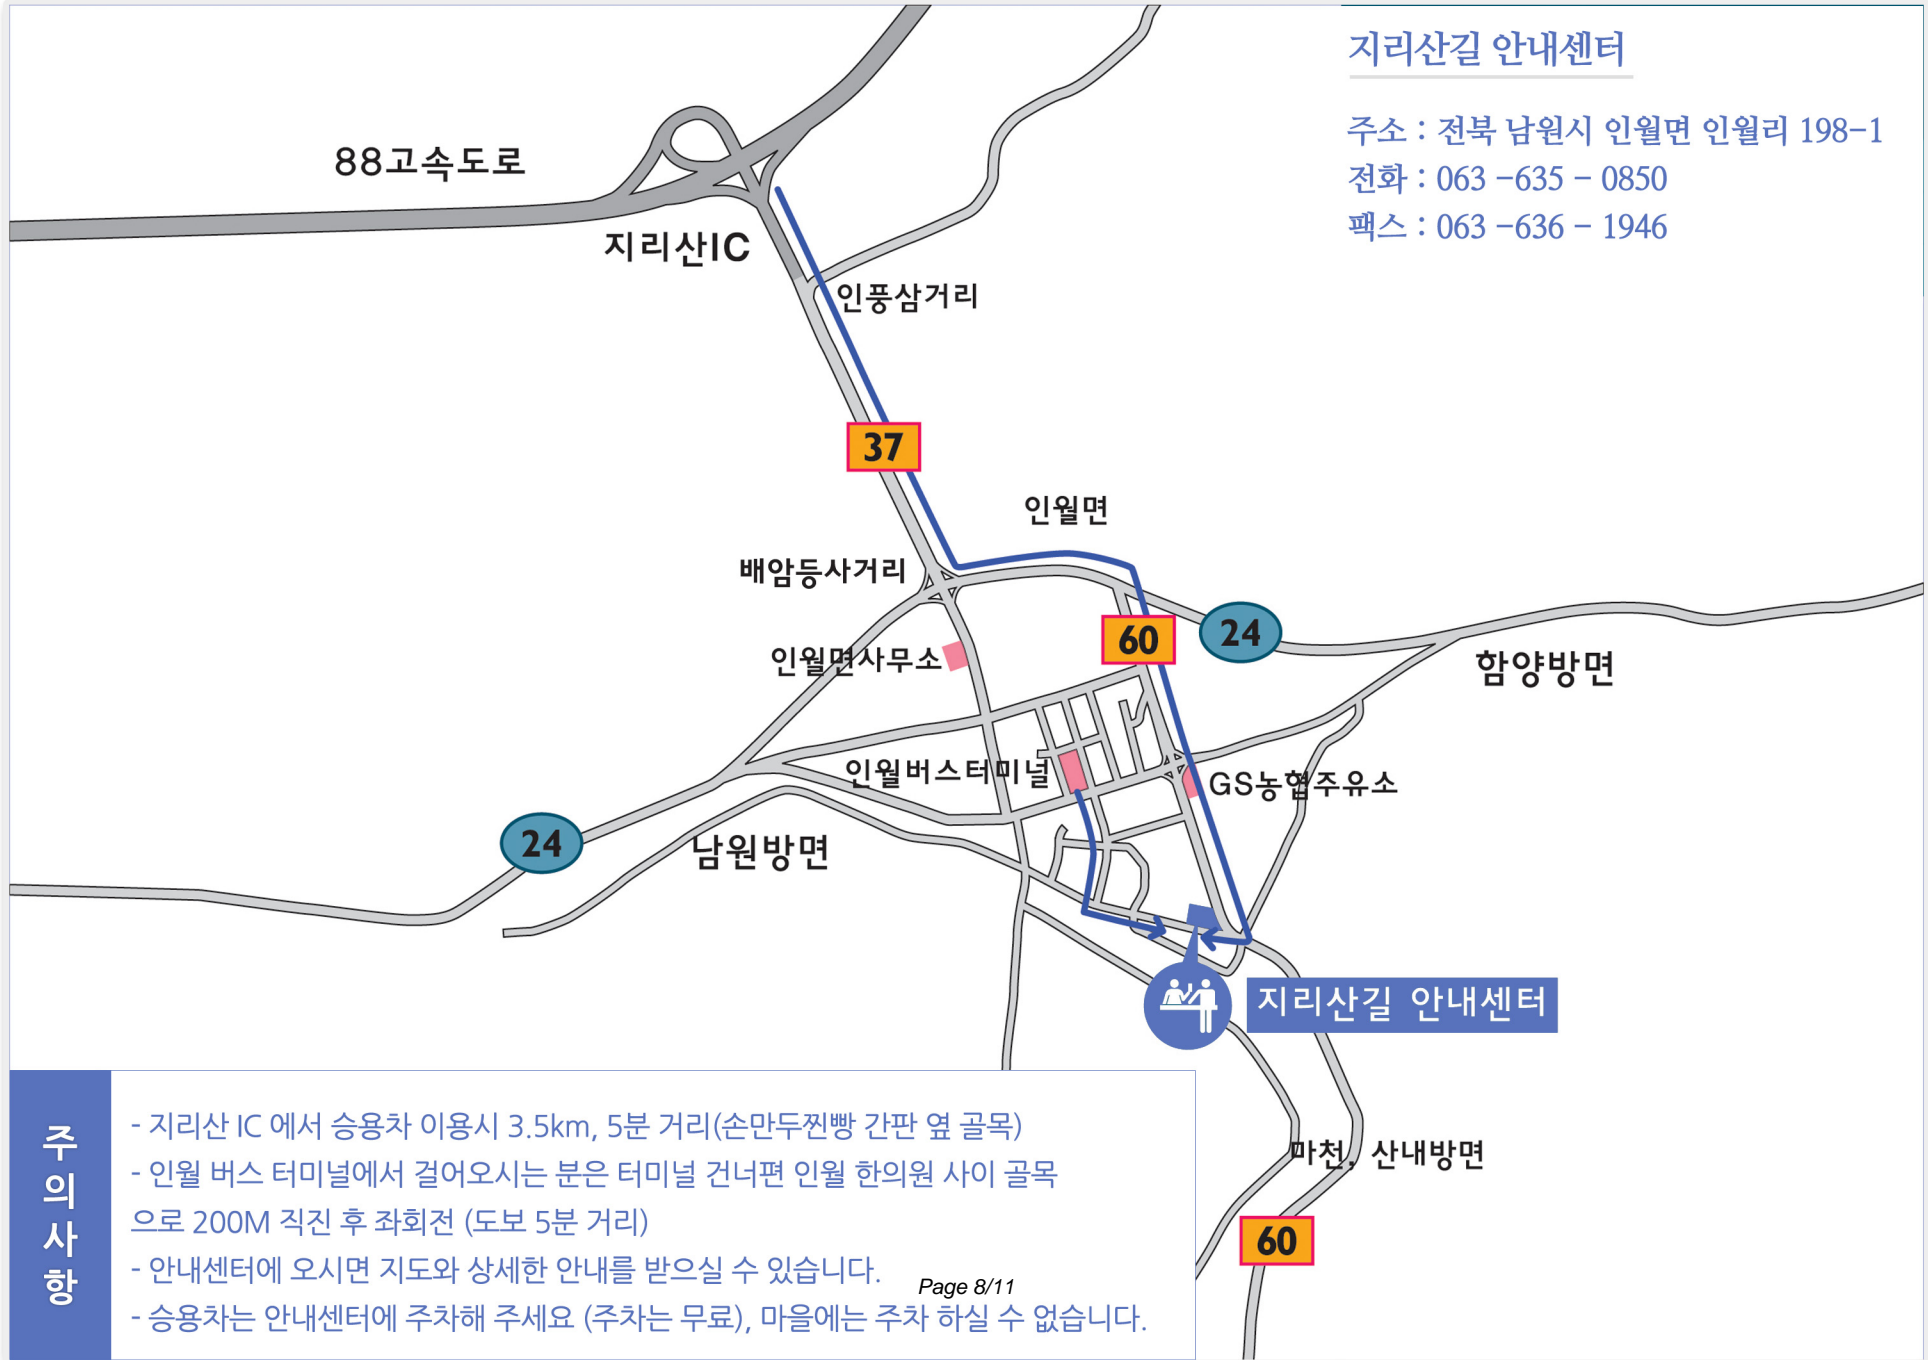 지리산길 안내센터
주소 : 전북 남원시 인월면 인월리 198-1
전화 : 063 -635 - 0850
팩스 : 063 -636 - 1946
88고속도로
지리산IC
인풍삼거리
37
인월면
배암등사거리
60
24
인월면사무소
함양방면
인월버스터미널
GS농협주유소
24
남원방면
지리산길 안내센터
마천, 산내방면
60
주의사항
- 지리산 IC 에서 승용차 이용시 3.5km, 5분 거리(손만두찐빵 간판 옆 골목)
- 인월 버스 터미널에서 걸어오시는 분은 터미널 건너편 인월 한의원 사이 골목
으로 200M 직진 후 좌회전 (도보 5분 거리)
- 안내센터에 오시면 지도와 상세한 안내를 받으실 수 있습니다.
Page 8/11
- 승용차는 안내센터에 주차해 주세요 (주차는 무료), 마을에는 주차 하실 수 없습니다.